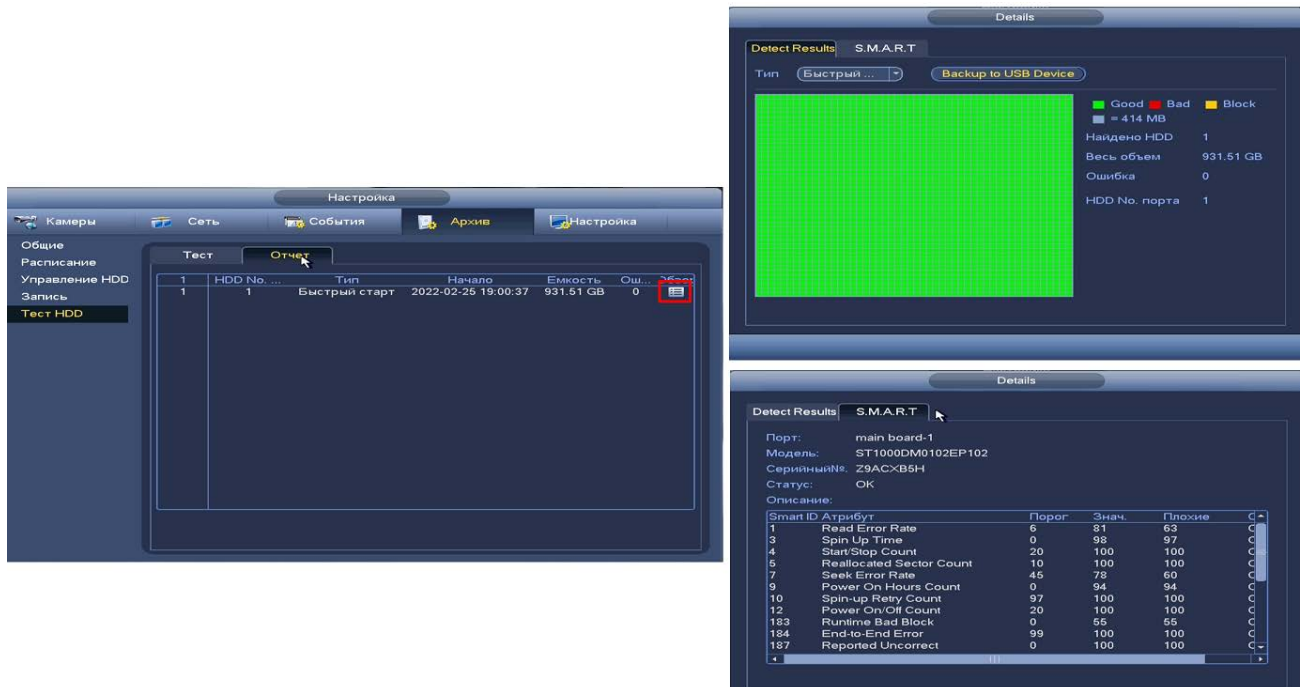 Настройка
Камеры Сеть События Архив Настройка
Общие
Расписание
Управление HDD
Запись
Тест HDD
Тест Отчет
1 HDD No. ... Тип Начало Емкость Ош...
1 1 Быстрый старт 2022-02-25 19:00:37 931.51 GB 0
Details
Detect Results S.M.A.R.T
Тип Быстрый ... Backup to USB Device
Good Bad Block
= 414 MB
Найдено HDD 1
Весь объем 931.51 GB
Ошибка 0
HDD No. порта 1
Details
Detect Results S.M.A.R.T
Порт: main board-1
Модель: ST1000DM0102EP102
Серийный№. Z9ACXB5H
Статус: OK
Описание:
Smart ID Атрибут Порог Знач. Плохие
1 Read Error Rate 6 81 63
3 Spin Up Time 0 98 97
4 Start/Stop Count 20 100 100
5 Reallocated Sector Count 10 100 100
7 Seek Error Rate 45 78 60
9 Power On Hours Count 0 94 94
10 Spin-up Retry Count 97 100 100
12 Power On/Off Count 20 100 100
183 Runtime Bad Block 0 55 55
184 End-to-End Error 99 100 100
187 Reported Uncorrect 0 100 100